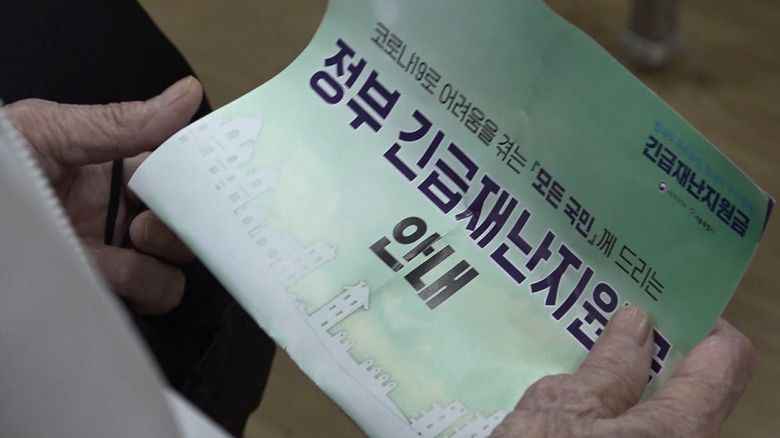 코로나19로 어려움을 겪는 『모든 국민』께 드리는
정부 긴급재난지원금
안내
긴급재난지원금